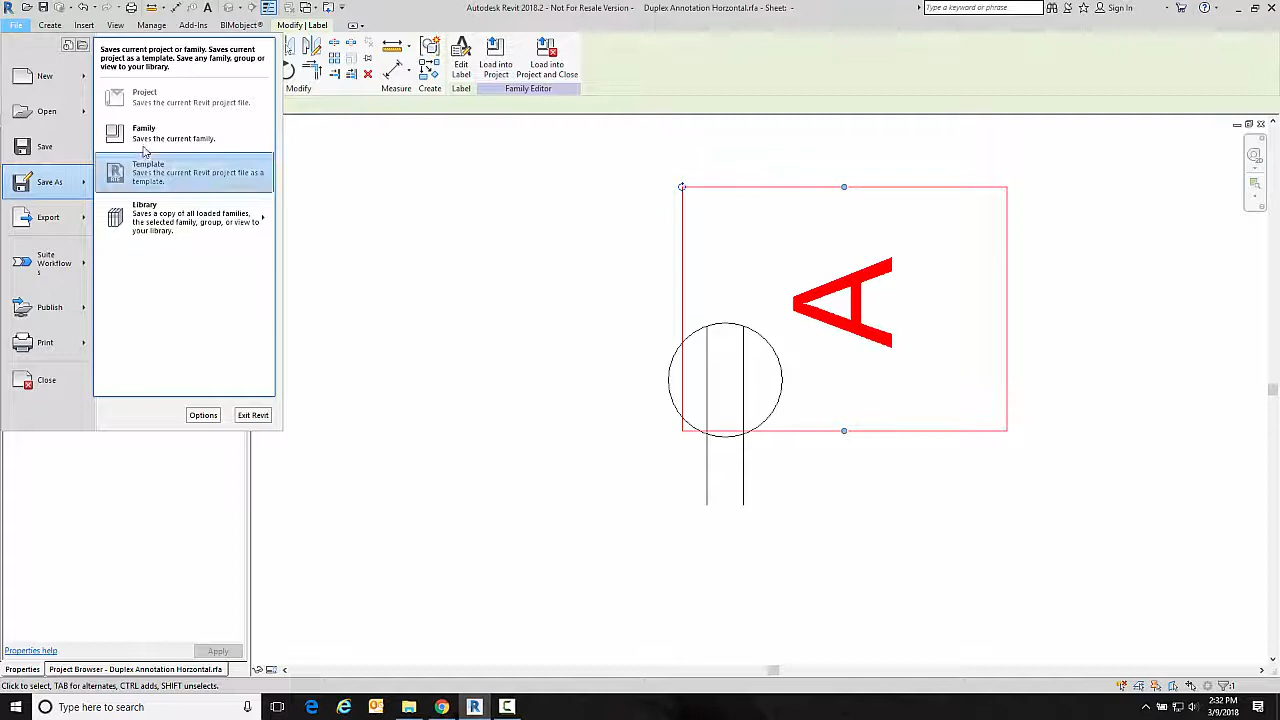 Autodesk Revit 2018.2 - Not For Resale Version - Duplex Annotation Horzontal.rfa - Sheet: -
Type a keyword or phrase
Sign In
File Create Insert View Manage Add-Ins BIMobject® Modify | Label
Saves current project or family. Saves current
project as a template. Save any family, group or
view to your library.
New
Open
Save
Save As
Export
Suite
Workflow
s
Publish
Print
Close
Project
Saves the current Revit project file.
Family
Saves the current family.
Template
Saves the current Revit project file as a
template.
Library
Saves a copy of all loaded families,
the selected family, group, or view to
your library.
Options Exit Revit
Edit
Label
Load into
Project
Load into
Project and Close
Modify Measure Create Label Family Editor
A
Properties help Apply
Properties Project Browser - Duplex Annotation Horzontal.rfa
Click to select, TAB for alternates, CTRL adds, SHIFT unselects.
:1
Type here to search
2:32 PM
3/9/2018